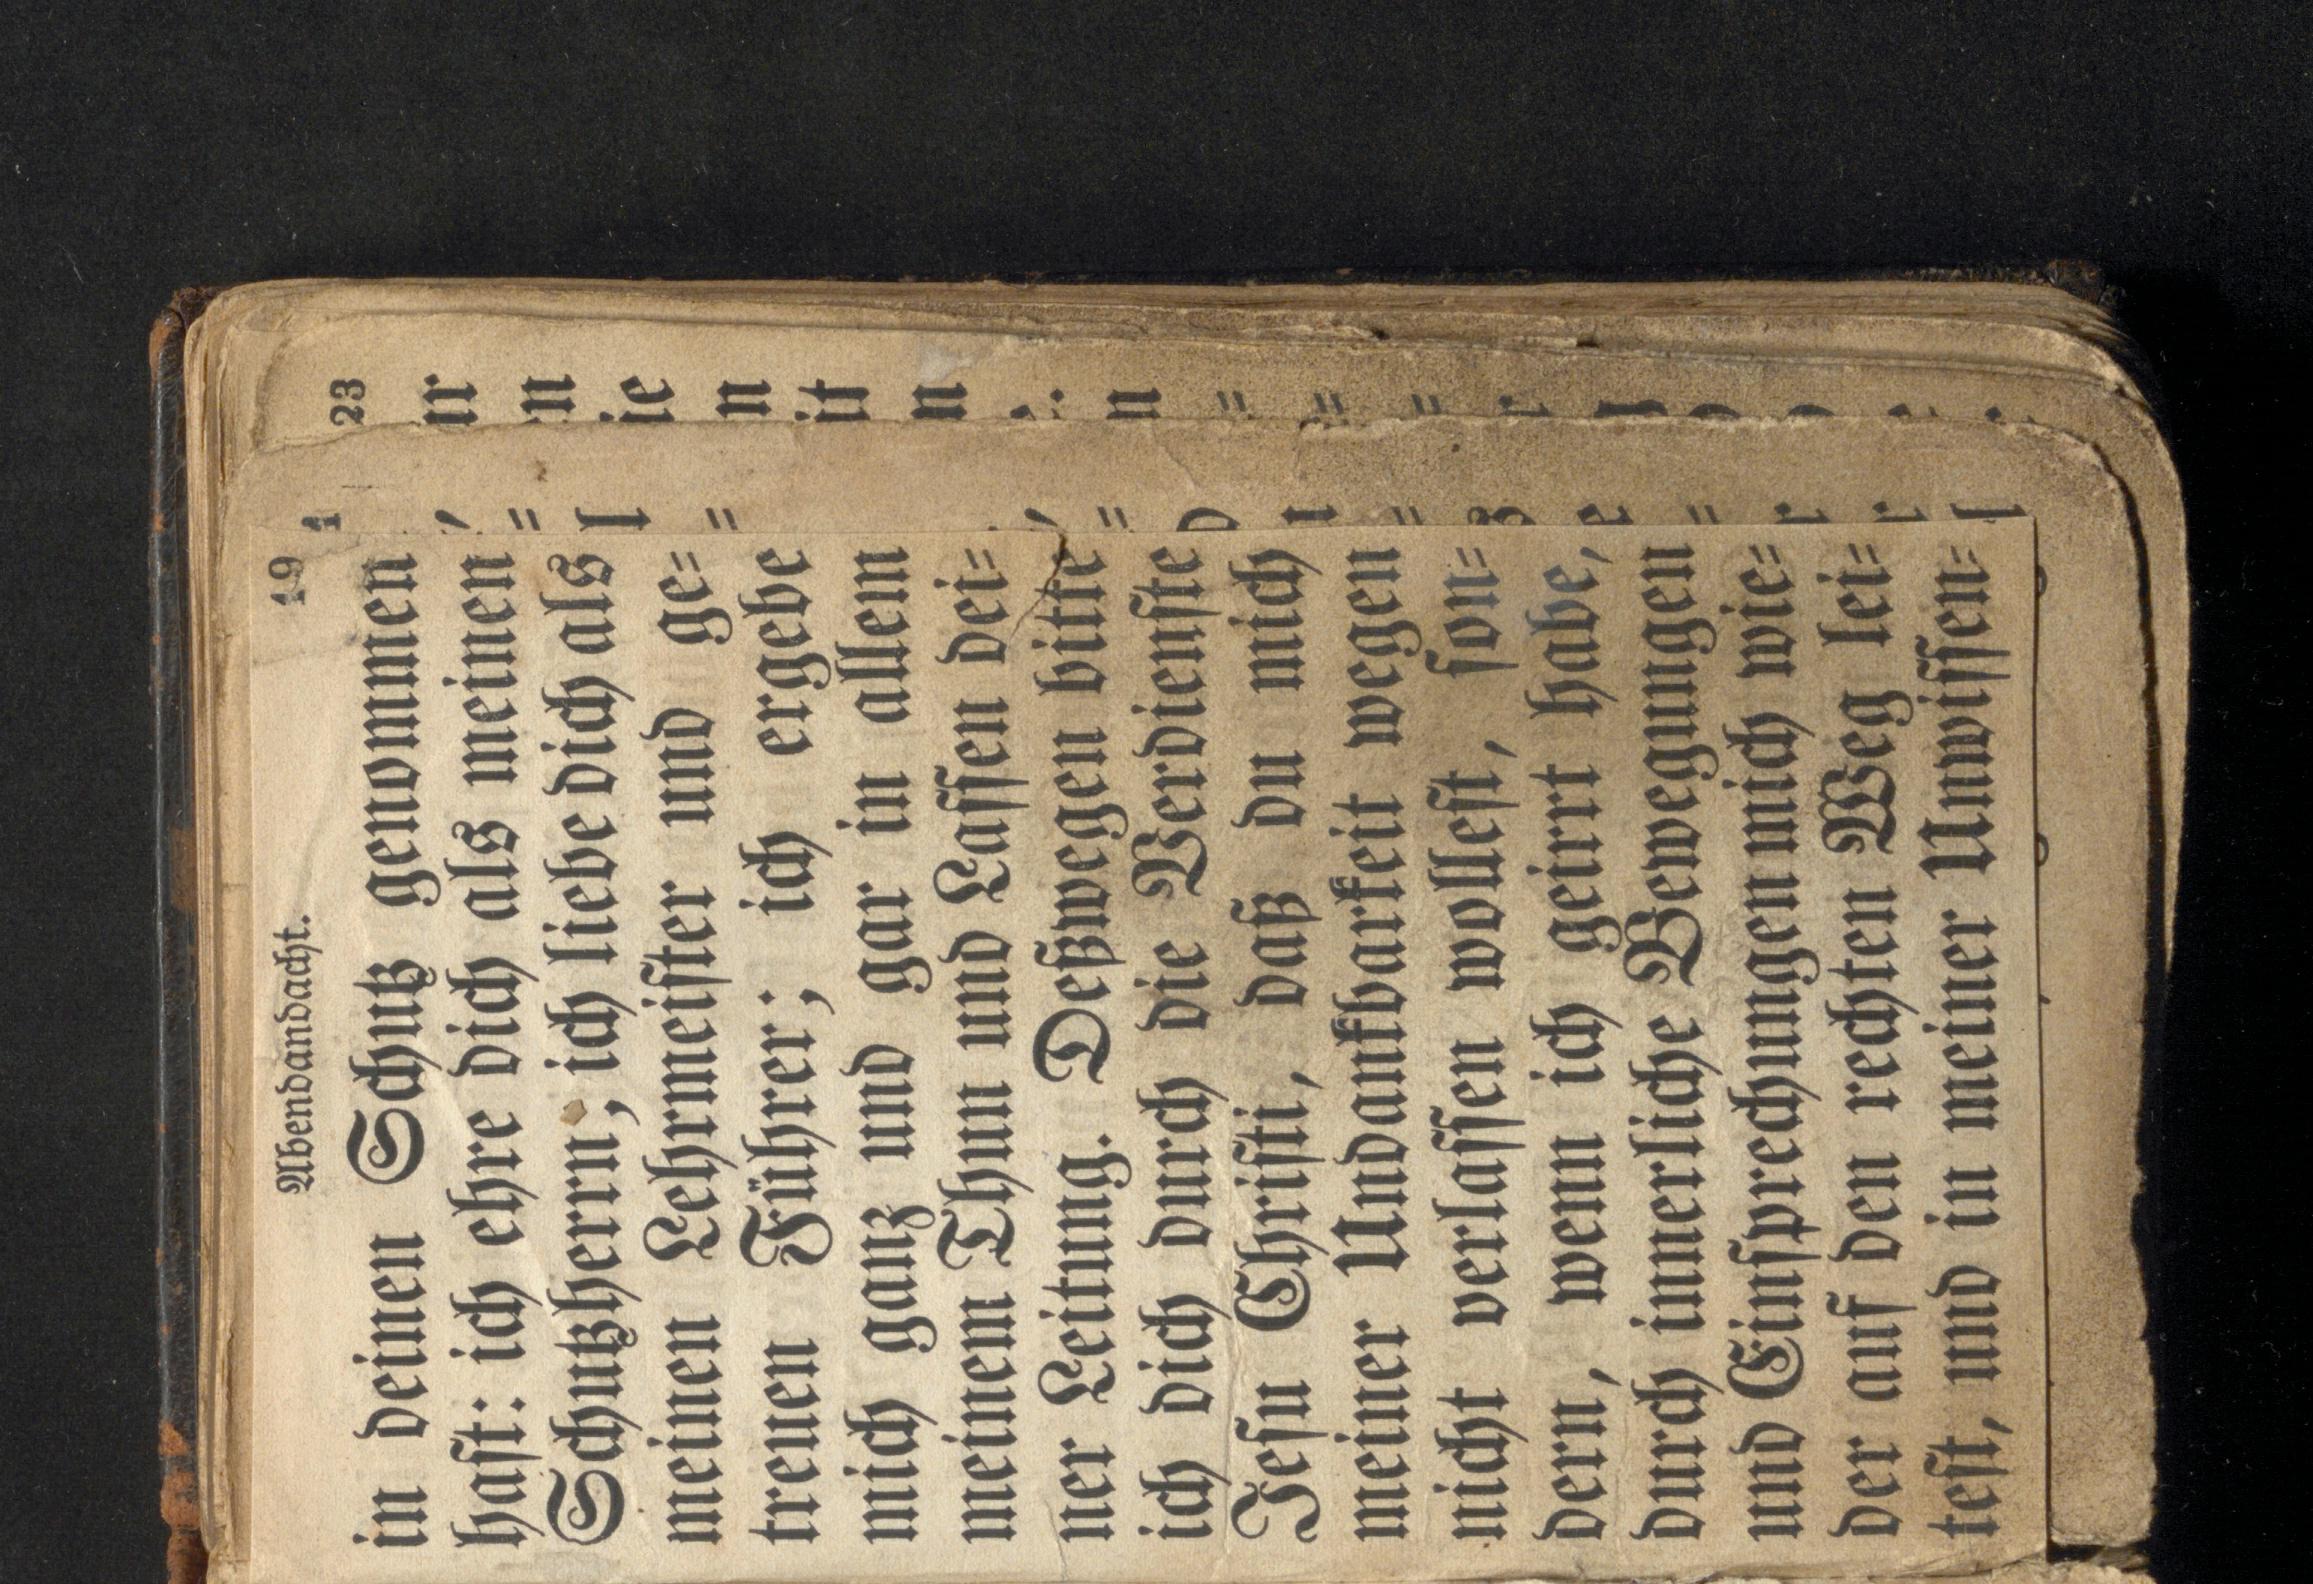 Abendandacht. 19
in deinen Schutz genommen
hast: ich ehre dich als meinen
Schutzherrn; ich liebe dich als
meinen Lehrmeister und ge=
treuen Führer; ich ergebe
mich ganz und gar in allem
meinem Thun und Lassen dei=
ner Leitung. Deßwegen bitte
ich dich durch die Verdienste
Jesu Christi, daß du mich
meiner Undankbarkeit wegen
nicht verlassen wollest, son=
dern, wenn ich geirrt habe,
durch innerliche Bewegungen
und Einsprechungen mich wie=
der auf den rechten Weg lei=
test, und in meiner Unwissen=
23